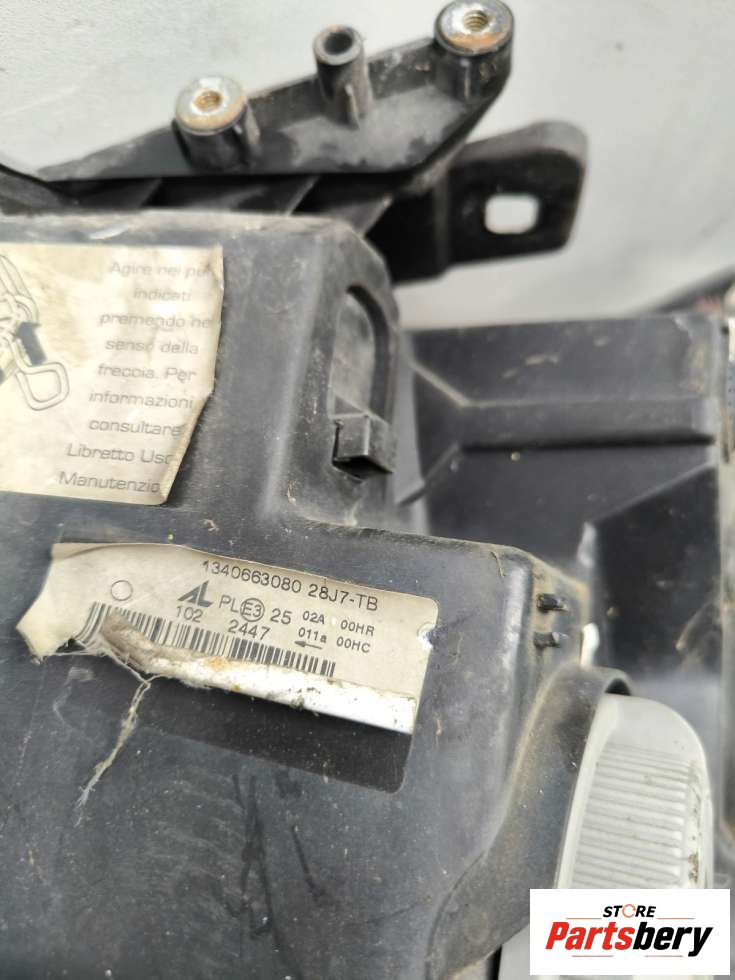 Agire nei pu
indicati
premendo ne
senso della
freccia. Per
informazioni
consultare
Libretto Uso
Manutenzio
1340663080 28J7-TB
AL PL E3 25 02A 00HR
102 2447 011a 00HC
STORE
Partsbery